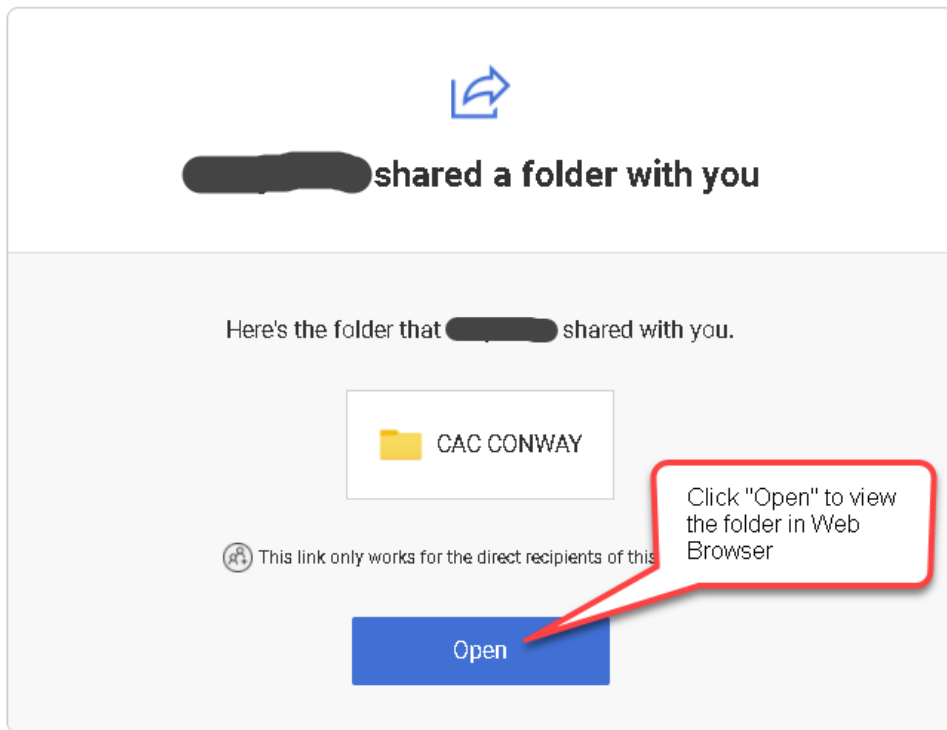 shared a folder with you
Here's the folder that shared with you.
CAC CONWAY
Click "Open" to view
the folder in Web
Browser
This link only works for the direct recipients of this
Open